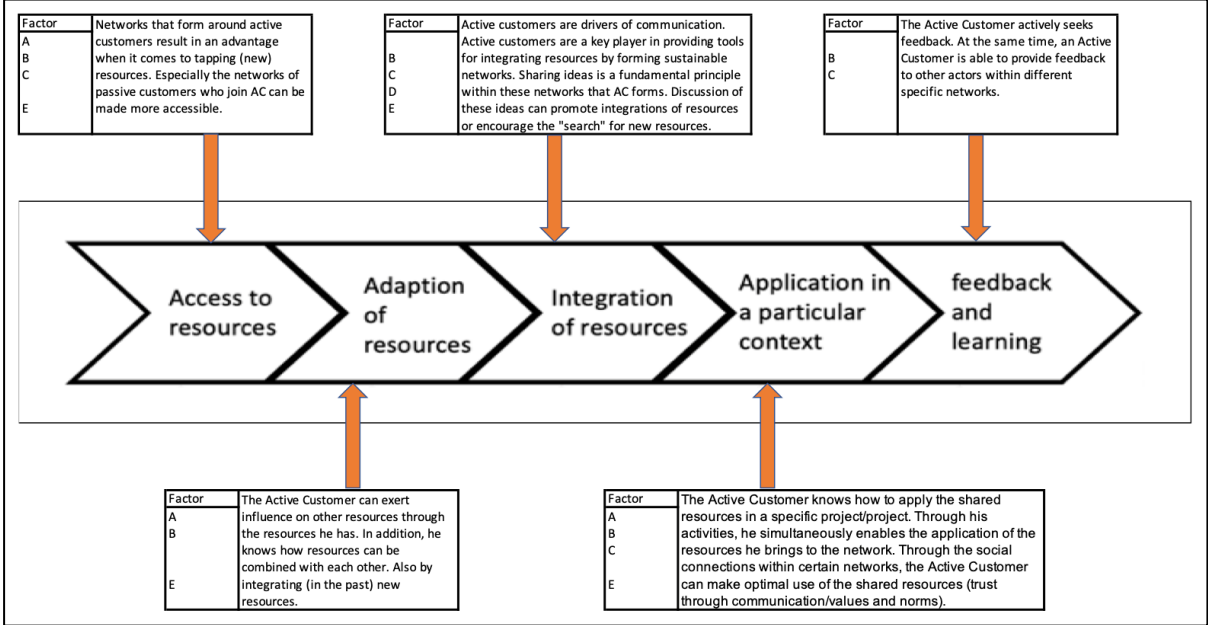 Factor
A
B
C
E
Networks that form around active
customers result in an advantage
when it comes to tapping (new)
resources. Especially the networks of
passive customers who join AC can be
made more accessible.
Factor
B
C
D
E
Active customers are drivers of communication.
Active customers are a key player in providing tools
for integrating resources by forming sustainable
networks. Sharing ideas is a fundamental principle
within these networks that AC forms. Discussion of
these ideas can promote integrations of resources
or encourage the "search" for new resources.
Factor
B
C
The Active Customer actively seeks
feedback. At the same time, an Active
Customer is able to provide feedback
to other actors within different
specific networks.
Access to
resources
Adaption
of
resources
Integration
of resources
Application in
a particular
context
feedback
and
learning
Factor
A
B
E
The Active Customer can exert
influence on other resources through
the resources he has. In addition, he
knows how resources can be
combined with each other. Also by
integrating (in the past) new
resources.
Factor
A
B
C
E
The Active Customer knows how to apply the shared
resources in a specific project/project. Through his
activities, he simultaneously enables the application of the
resources he brings to the network. Through the social
connections within certain networks, the Active Customer
can make optimal use of the shared resources (trust
through communication/values and norms).